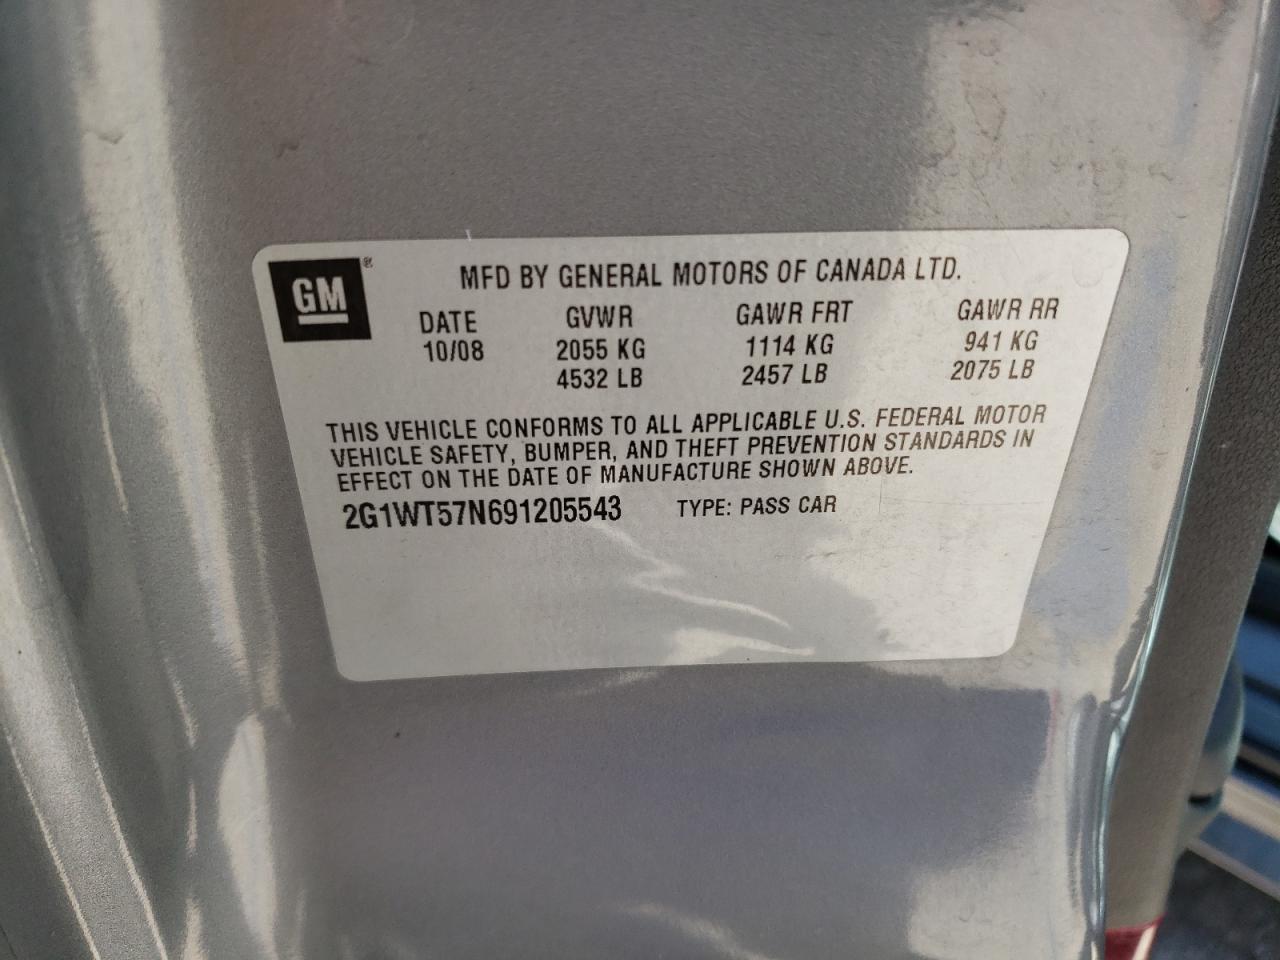 GM ®
MFD BY GENERAL MOTORS OF CANADA LTD.
DATE GVWR GAWR FRT GAWR RR
10/08 2055 KG 1114 KG 941 KG
4532 LB 2457 LB 2075 LB
THIS VEHICLE CONFORMS TO ALL APPLICABLE U.S. FEDERAL MOTOR
VEHICLE SAFETY, BUMPER, AND THEFT PREVENTION STANDARDS IN
EFFECT ON THE DATE OF MANUFACTURE SHOWN ABOVE.
2G1WT57N691205543 TYPE: PASS CAR